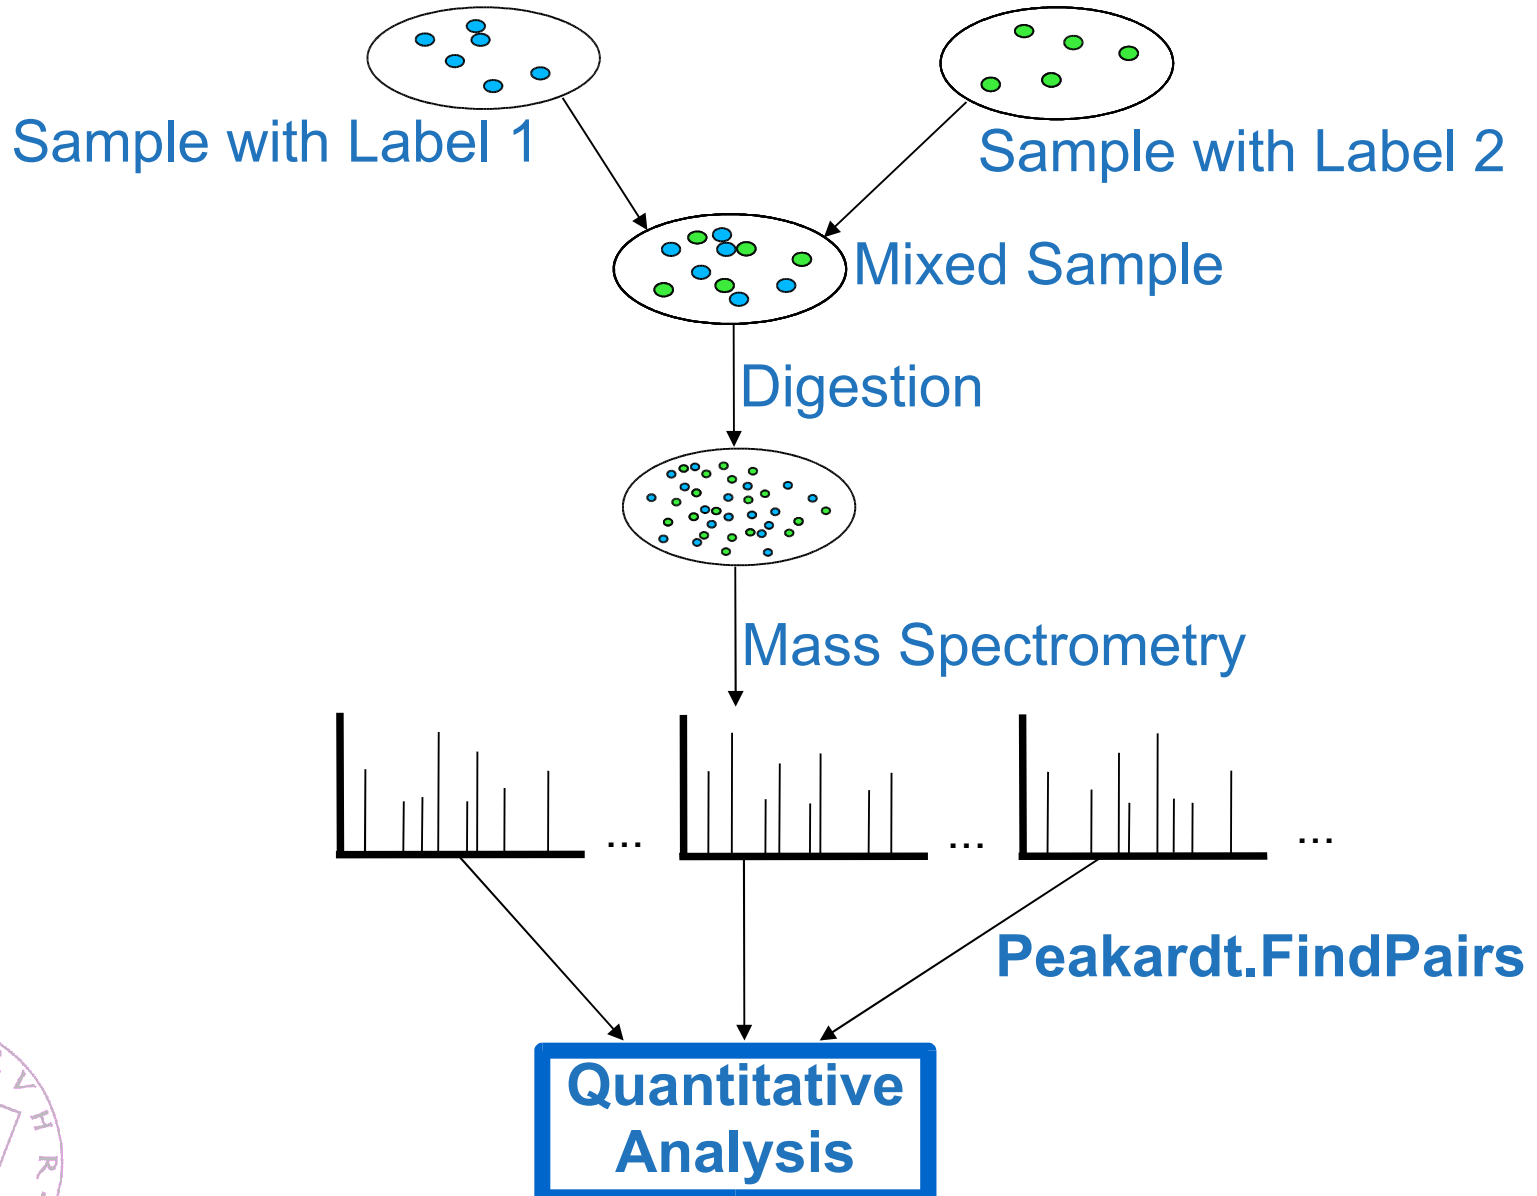 Sample with Label 1
Sample with Label 2
Mixed Sample
Digestion
Mass Spectrometry
... ... ...
Peakardt.FindPairs
Quantitative
Analysis